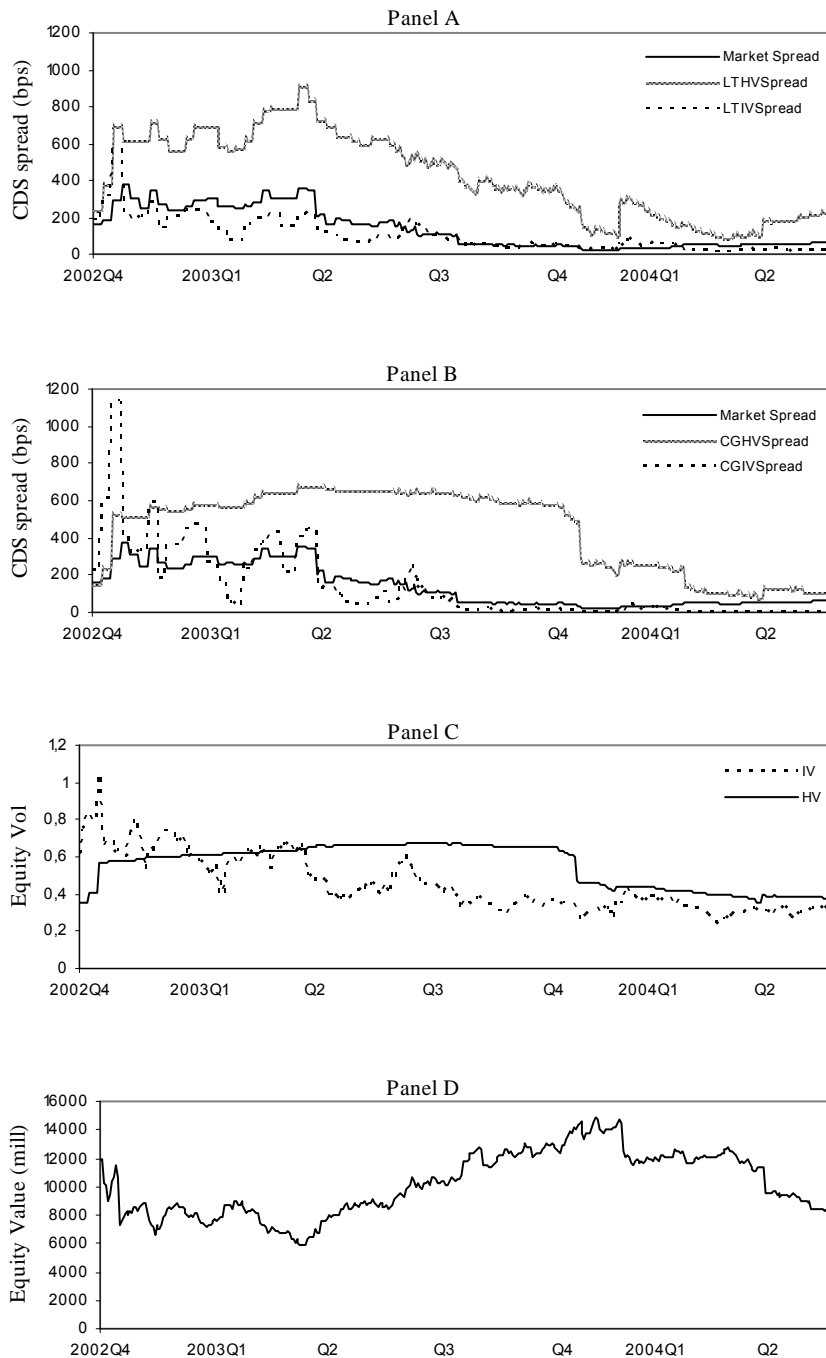 Panel A
CDS spread (bps)
1200
1000
800
600
400
200
0
Market Spread
LTHVSpread
LTIVSpread
2002Q4 2003Q1 Q2 Q3 Q4 2004Q1 Q2
Panel B
CDS spread (bps)
1200
1000
800
600
400
200
0
Market Spread
CGHVSpread
CGIVSpread
2002Q4 2003Q1 Q2 Q3 Q4 2004Q1 Q2
Panel C
Equity Vol
1,2
1
0,8
0,6
0,4
0,2
0
IV
HV
2002Q4 2003Q1 Q2 Q3 Q4 2004Q1 Q2
Panel D
Equity Value (mill)
16000
14000
12000
10000
8000
6000
4000
2000
0
2002Q4 2003Q1 Q2 Q3 Q4 2004Q1 Q2